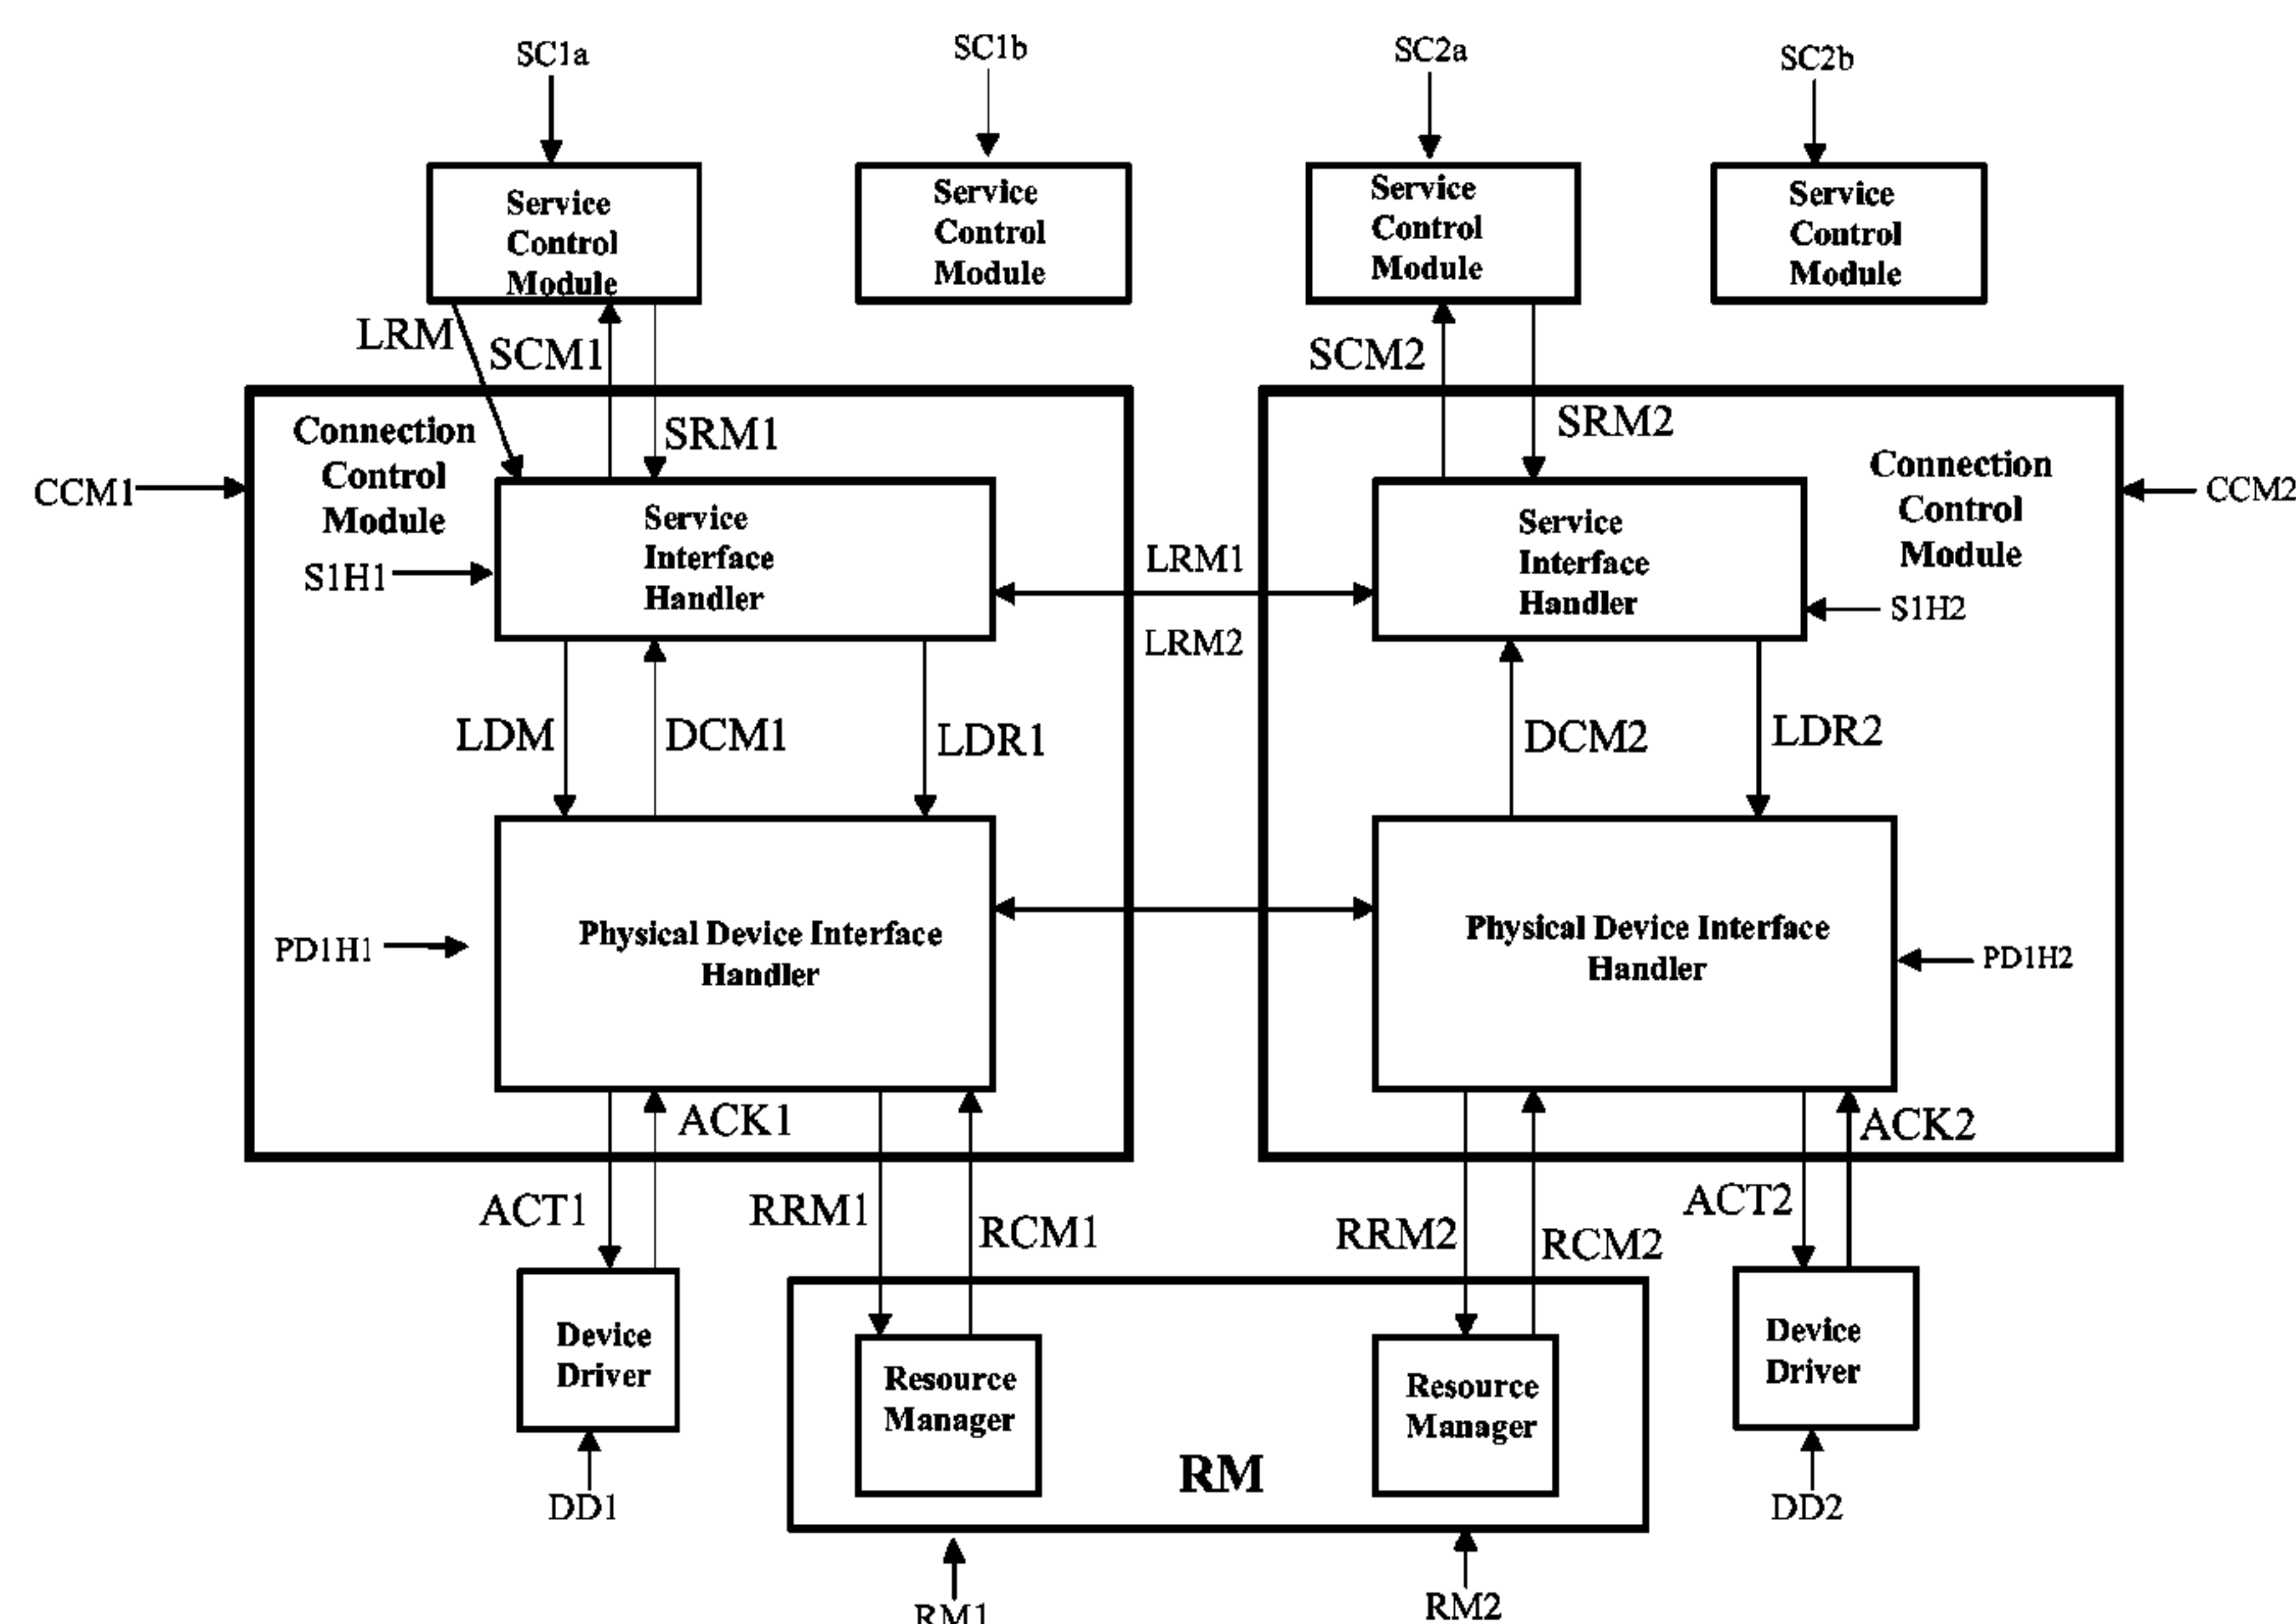 SC1a
SC1b
SC2a
SC2b
Service
Control
Module
Service
Control
Module
Service
Control
Module
Service
Control
Module
LRM
SCM1
SRM1
SCM2
SRM2
Connection
Control
Module
Connection
Control
Module
CCM1
CCM2
Service
Interface
Handler
Service
Interface
Handler
S1H1
S1H2
LRM1
LRM2
LDM
DCM1
LDR1
DCM2
LDR2
Physical Device Interface
Handler
Physical Device Interface
Handler
PD1H1
PD1H2
ACK1
ACK2
ACT1
RRM1
RCM1
RRM2
RCM2
ACT2
Device
Driver
Resource
Manager
RM
Resource
Manager
Device
Driver
DD1
DD2
RM1
RM2